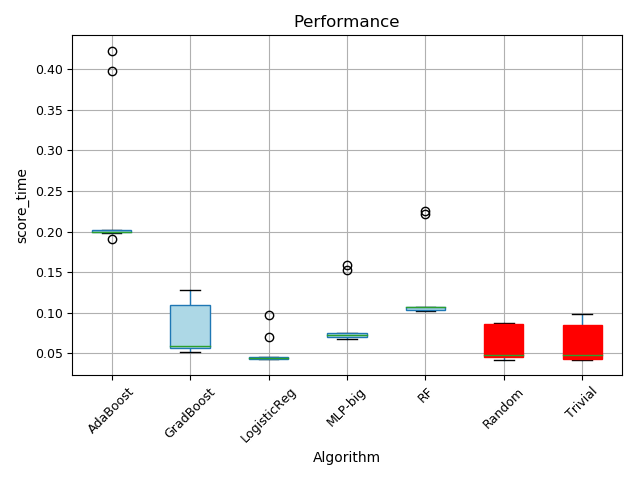 Performance
score_time
0.40
0.35
0.30
0.25
0.20
0.15
0.10
0.05
AdaBoost
GradBoost
LogisticReg
MLP-big
RF
Random
Trivial
Algorithm